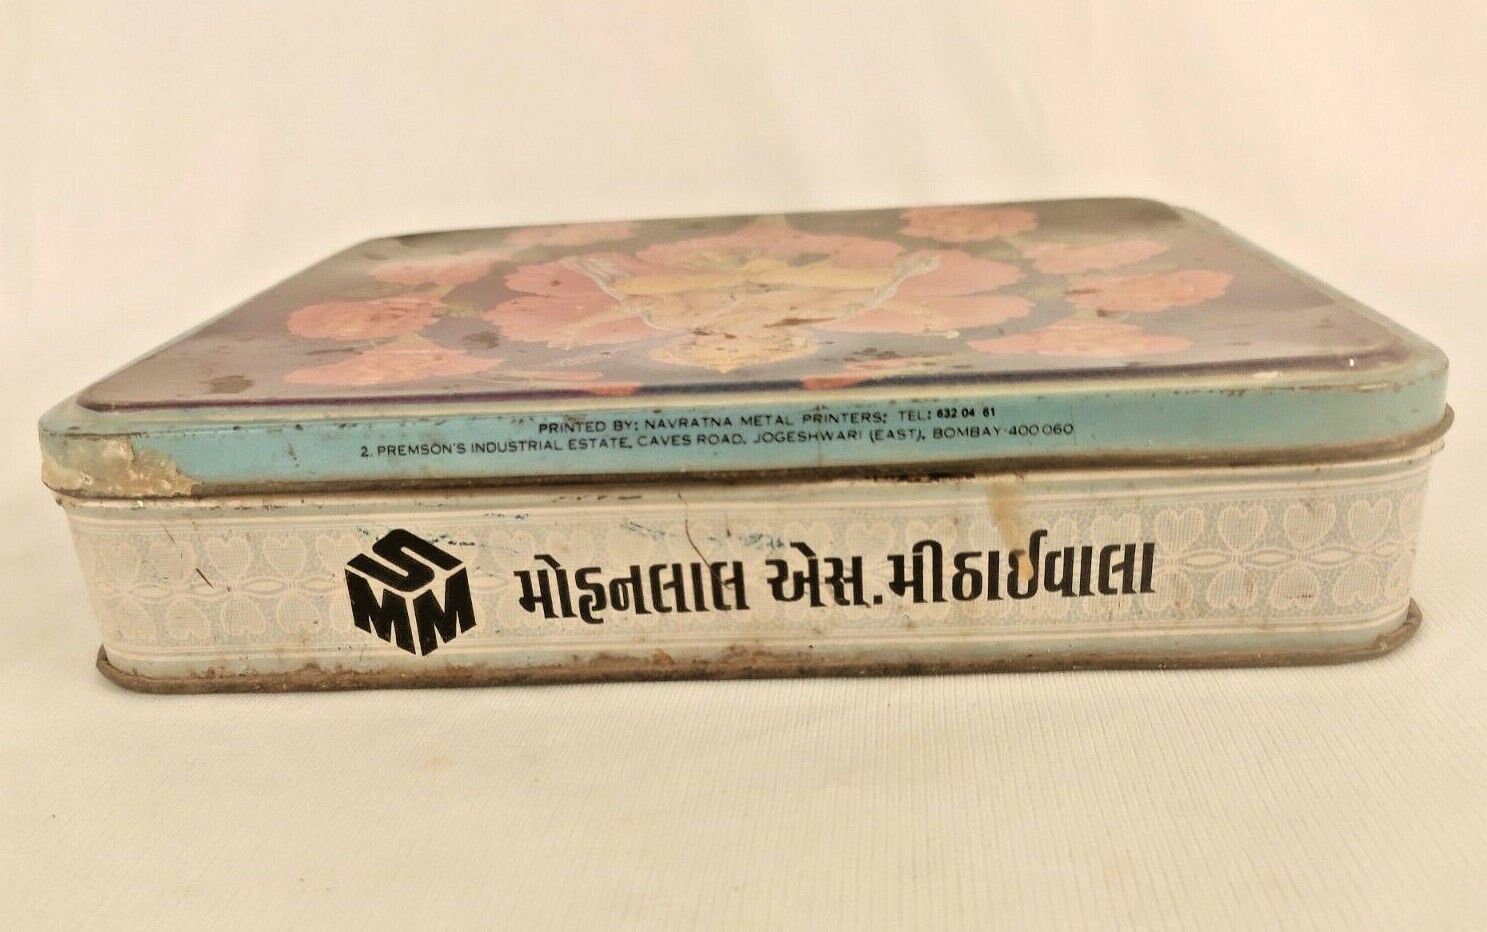 PRINTED BY: NAVRATNA METAL PRINTERS; TEL: 632 04 61
2. PREMSON'S INDUSTRIAL ESTATE, CAVES ROAD, JOGESHWARI (EAST), BOMBAY-400 060
SMM મોહનલાલ એસ. મીઠાઈવાલા